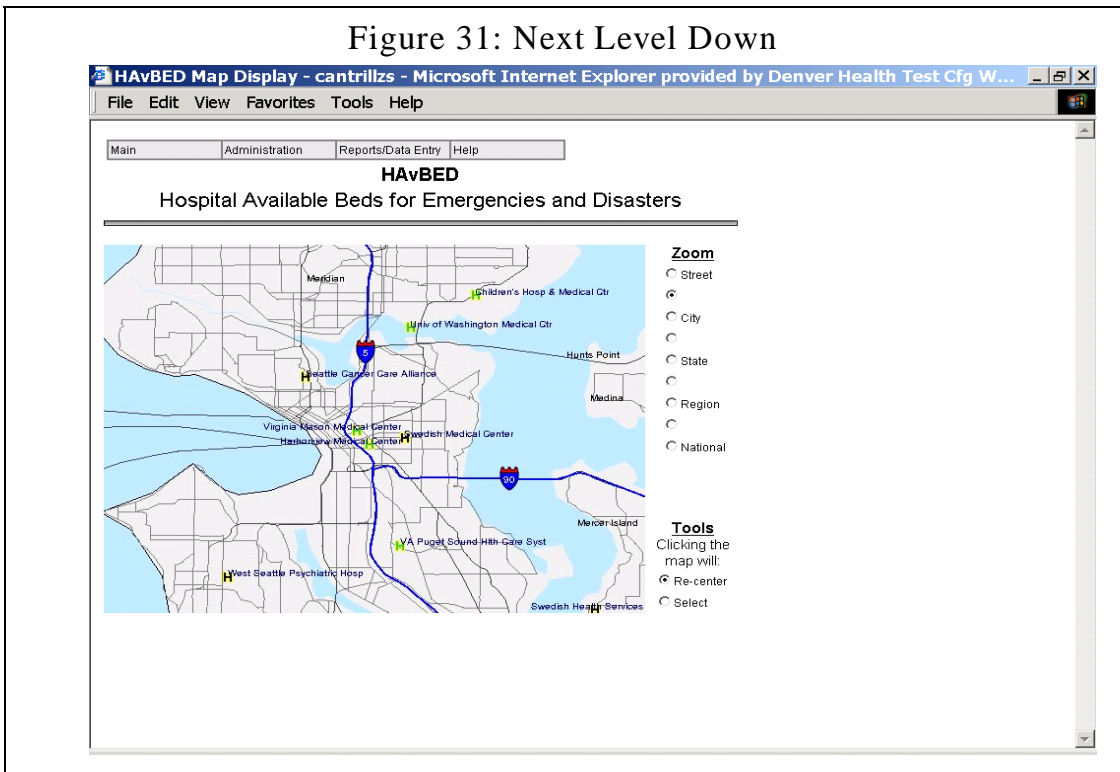 Figure 31: Next Level Down
HAvBED Map Display - cantrillzs - Microsoft Internet Explorer provided by Denver Health Test Cfg W...
File Edit View Favorites Tools Help
Main Administration Reports/Data Entry Help
HAvBED
Hospital Available Beds for Emergencies and Disasters
Zoom
Street
City
State
Region
National
Meridian
H Children's Hosp & Medical Ctr
H Univ of Washington Medical Ctr
5
Hunts Point
H Seattle Cancer Care Alliance
Medina
Virginia Mason Medical Center H
H Swedish Medical Center
Harborview Medical Center H
90
Mercer Island
H VA Puget Sound Hlth Care Syst
H West Seattle Psychiatric Hosp
Swedish Health Services H
Tools
Clicking the
map will:
Re-center
Select